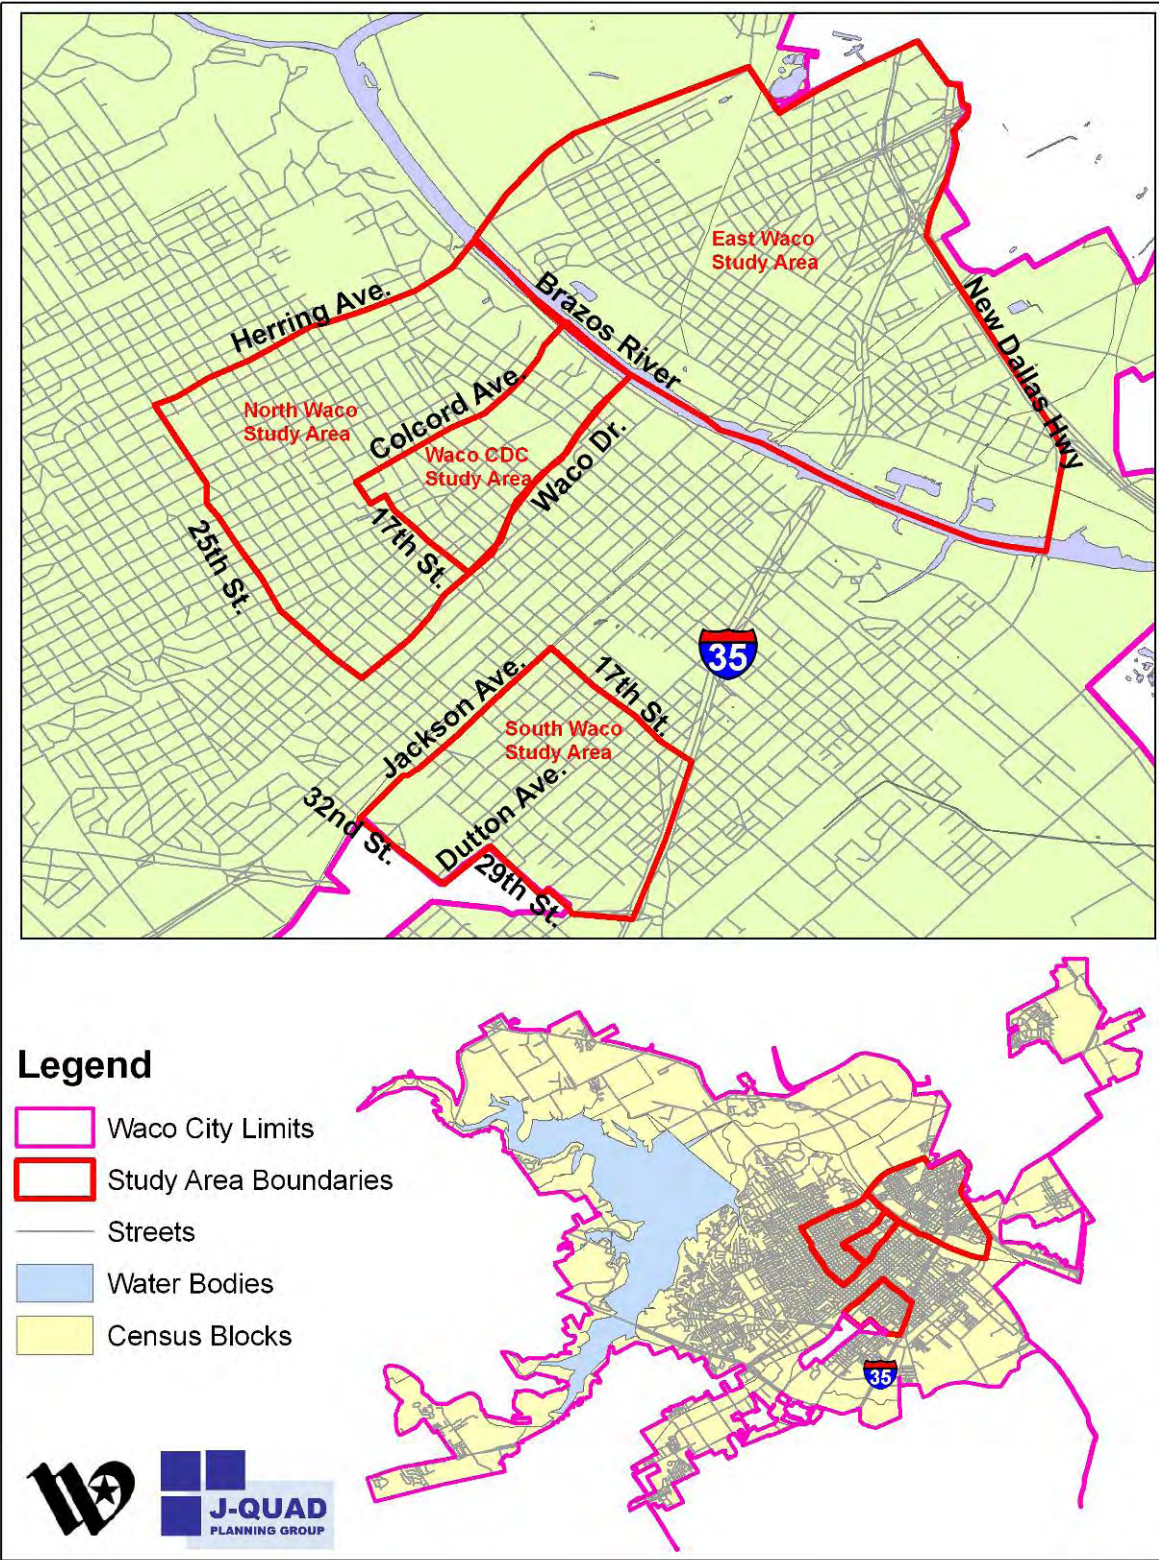 East Waco
Study Area
Brazos River
New Dallas Hwy
Herring Ave.
North Waco
Study Area
Colcord Ave.
Waco CDC
Study Area
Waco Dr.
17th St.
25th St.
35
17th St.
Jackson Ave.
South Waco
Study Area
Dutton Ave.
32nd St.
29th St.
Legend
Waco City Limits
Study Area Boundaries
Streets
Water Bodies
Census Blocks
35
J-QUAD
PLANNING GROUP